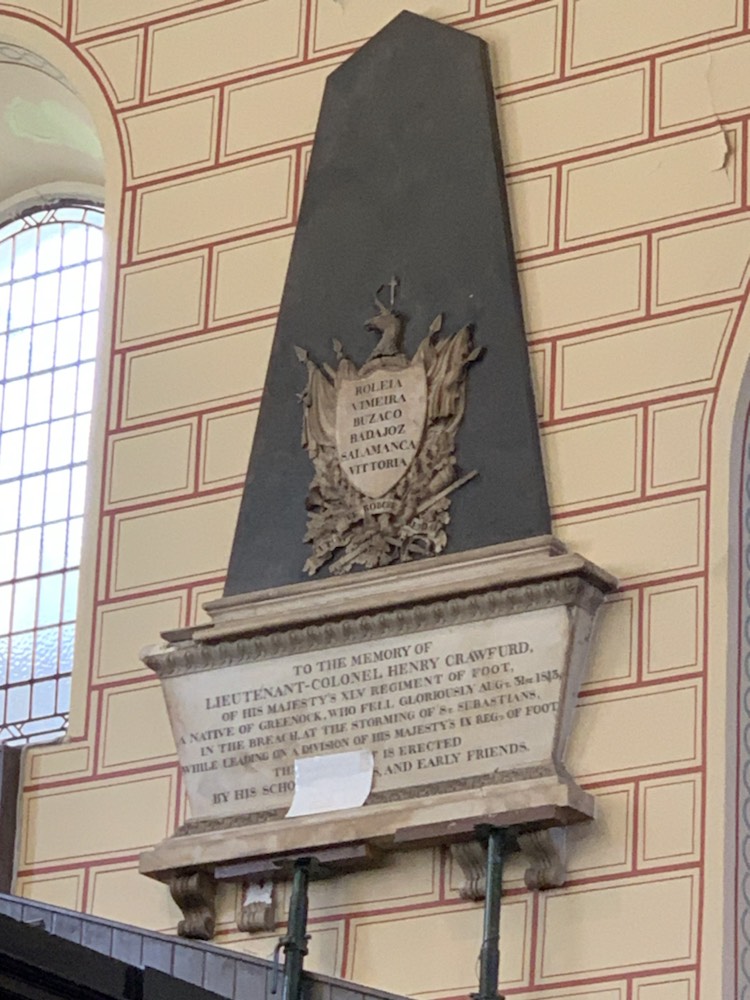 ROLEIA
VIMEIRA
BUZACO
BADAJOZ
SALAMANCA
VITTORIA
TO THE MEMORY OF
LIEUTENANT-COLONEL HENRY CRAWFURD,
OF HIS MAJESTY'S XLV REGIMENT OF FOOT,
A NATIVE OF GREENOCK, WHO FELL GLORIOUSLY AUGT. 31ST. 1813,
IN THE BREACH AT THE STORMING OF ST. SEBASTIANS,
WHILE LEADING ON A DIVISION OF HIS MAJESTY'S IX REGT. OF FOOT,
IS ERECTED
BY HIS AND EARLY FRIENDS.